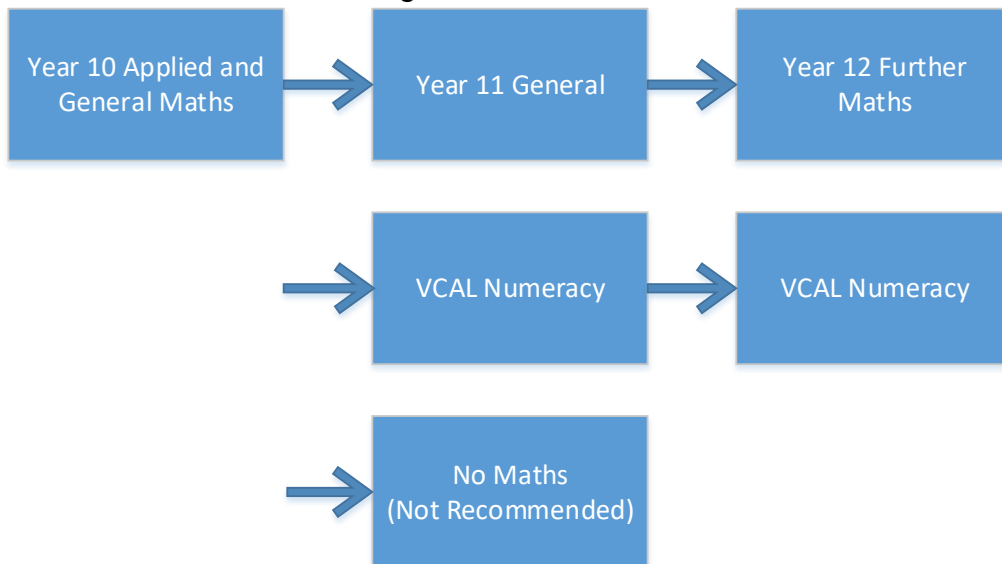 Year 10 Applied and
General Maths
Year 11 General
Year 12 Further
Maths
VCAL Numeracy
VCAL Numeracy
No Maths
(Not Recommended)